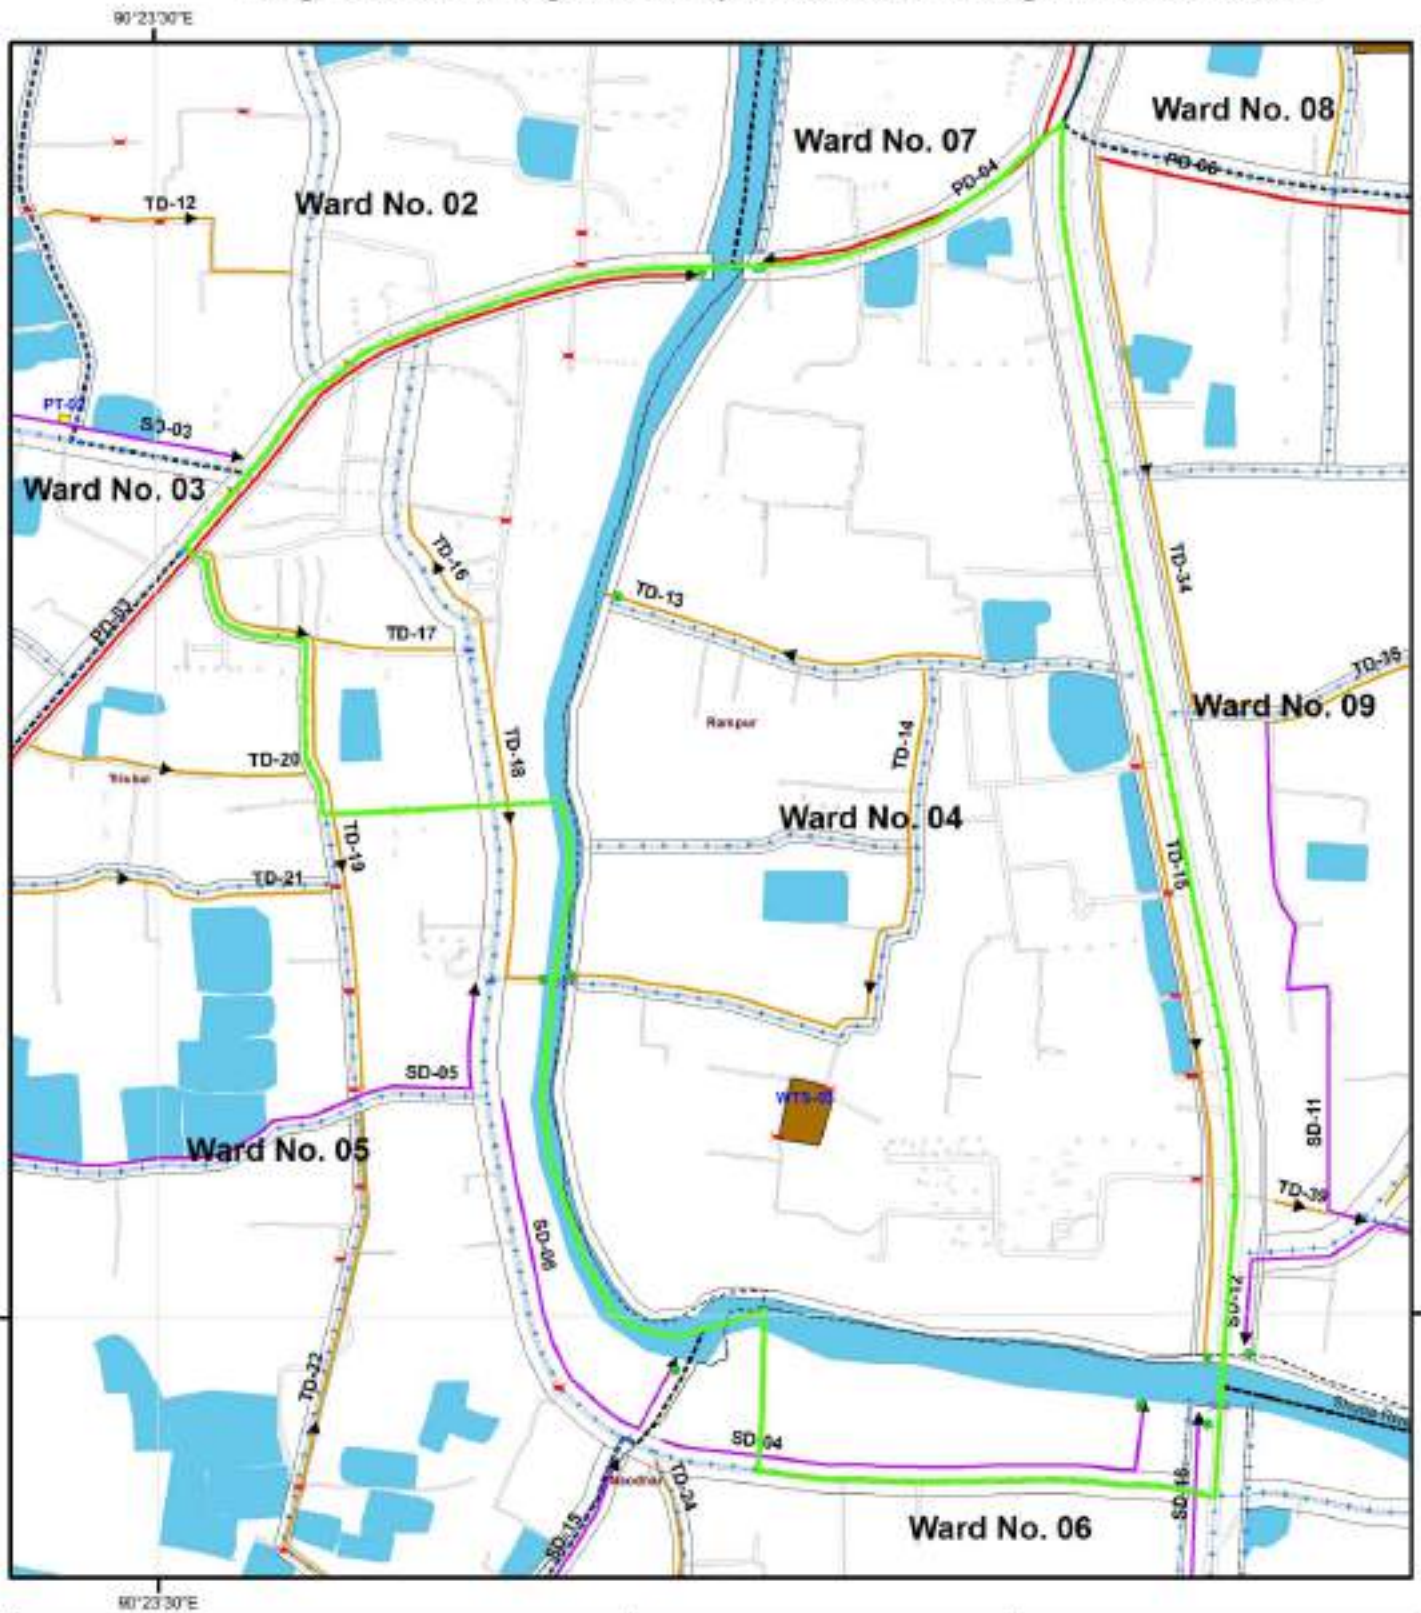 90°23'30"E
Ward No. 08
Ward No. 07
PD-06
PD-04
TD-12
Ward No. 02
PT-02
SD-03
Ward No. 03
TD-16
TD-34
TD-13
PD-03
TD-17
TD-36
Ward No. 09
Rampur
TD-14
TD-18
TD-20
Ward No. 04
TD-19
TD-15
TD-21
SD-05
WTS-05
SD-11
Ward No. 05
TD-39
SD-06
SD-12
TD-22
SD-04
TD-24
SD-16
SD-15
Ward No. 06
90°23'30"E